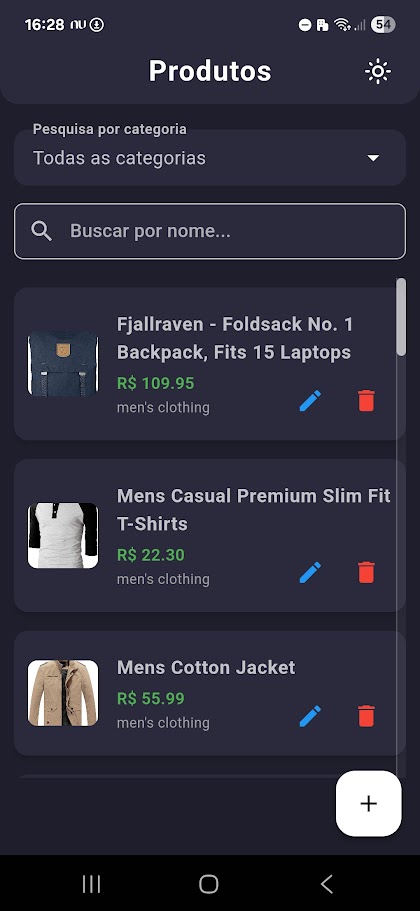 16:28
54
Produtos
Pesquisa por categoria
Todas as categorias
Buscar por nome...
Fjallraven - Foldsack No. 1
Backpack, Fits 15 Laptops
R$ 109.95
men's clothing
Mens Casual Premium Slim Fit
T-Shirts
R$ 22.30
men's clothing
Mens Cotton Jacket
R$ 55.99
men's clothing